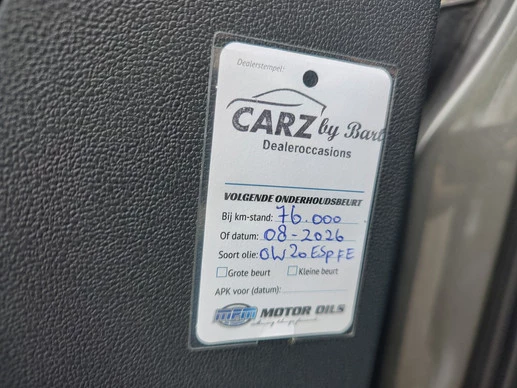 Dealerstempel:
CARZ by Bart
Dealeroccasions
VOLGENDE ONDERHOUDSBEURT
Bij km-stand: 76.000
Of datum: 08-2026
Soort olie: 0W20 ESP FE
Grote beurt Kleine beurt
APK voor (datum):
MPM MOTOR OILS